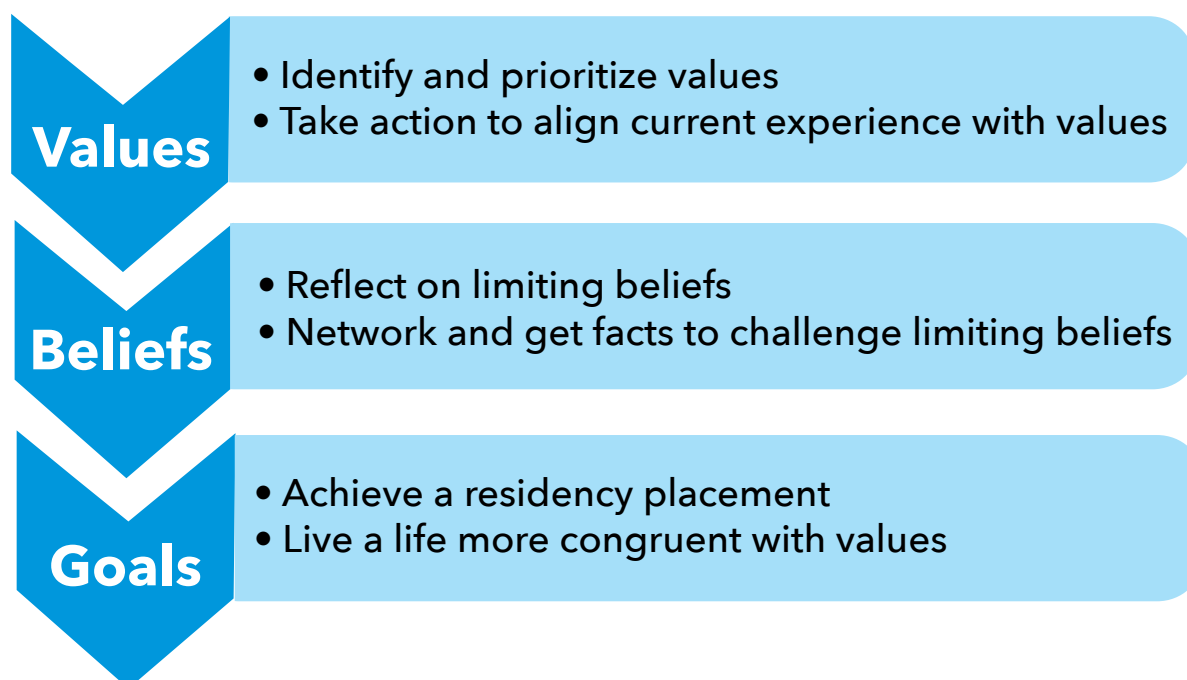 Values
• Identify and prioritize values
• Take action to align current experience with values
Beliefs
• Reflect on limiting beliefs
• Network and get facts to challenge limiting beliefs
Goals
• Achieve a residency placement
• Live a life more congruent with values